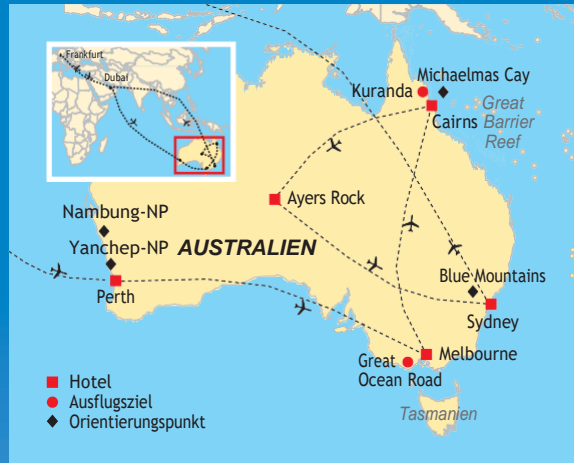 Frankfurt
Dubai
Michaelmas Cay
Kuranda
Cairns
Great
Barrier
Reef
Ayers Rock
Nambung-NP
Yanchep-NP
AUSTRALIEN
Perth
Blue Mountains
Sydney
Melbourne
Great
Ocean Road
Tasmanien
Hotel
Ausflugsziel
Orientierungspunkt